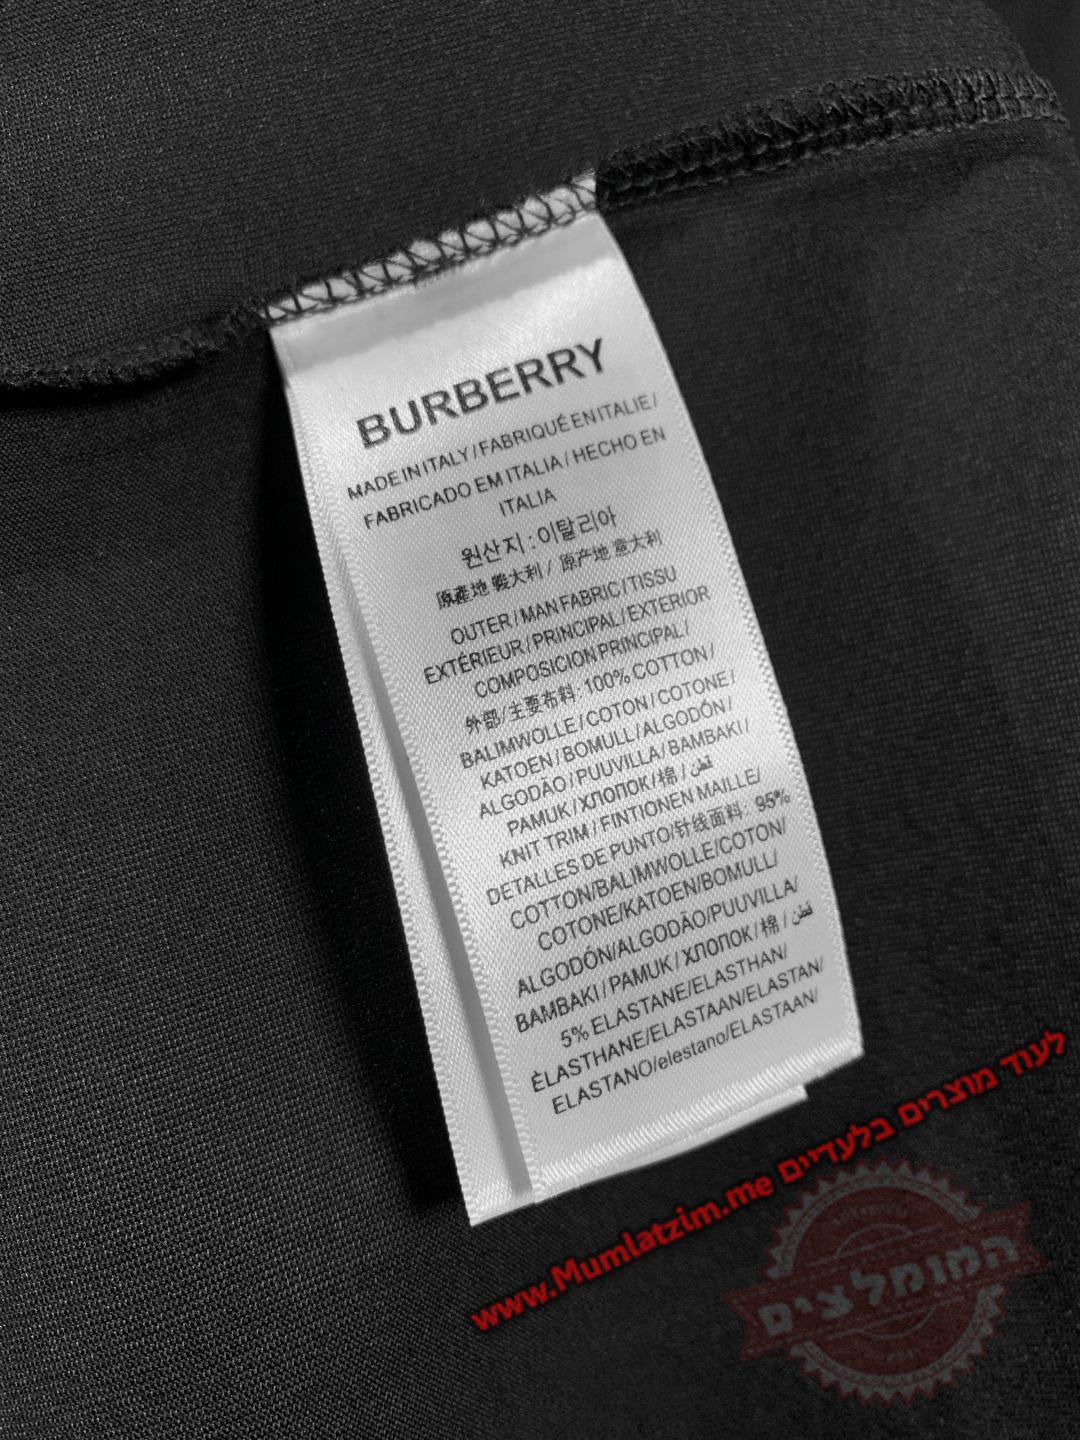 BURBERRY
MADE IN ITALY / FABRIQUÉ EN ITALIE /
FABRICADO EM ITALIA / HECHO EN
ITALIA
원산지 : 이탈리아
原產地 義大利 / 原产地 意大利
OUTER / MAN FABRIC / TISSU
EXTÉRIEUR / PRINCIPAL / EXTERIOR
COMPOSICION PRINCIPAL /
外部 / 主要布料: 100% COTTON /
BALIMWOLLE / COTON / COTONE /
KATOEN / BOMULL / ALGODÓN /
ALGODÃO / PUUVILLA / BAMBAKI /
PAMUK / ХЛОПОК / 棉 / قطن
KNIT TRIM / FINTIONEN MAILLE/
DETALLES DE PUNTO/针线面料: 95%
COTTON/BALIMWOLLE/COTON/
COTONE/KATOEN/BOMULL/
ALGODÓN/ALGODÃO/PUUVILLA/
BAMBAKI / PAMUK / ХЛОПОК / 棉 / قطن
5% ELASTANE/ELASTHAN/
ÈLASTHANE/ELASTAAN/ELASTAN/
ELASTANO/elestano/ELASTAAN/
לעוד מוצרים בלעדיים www.Mumlatzim.me
המומלצים